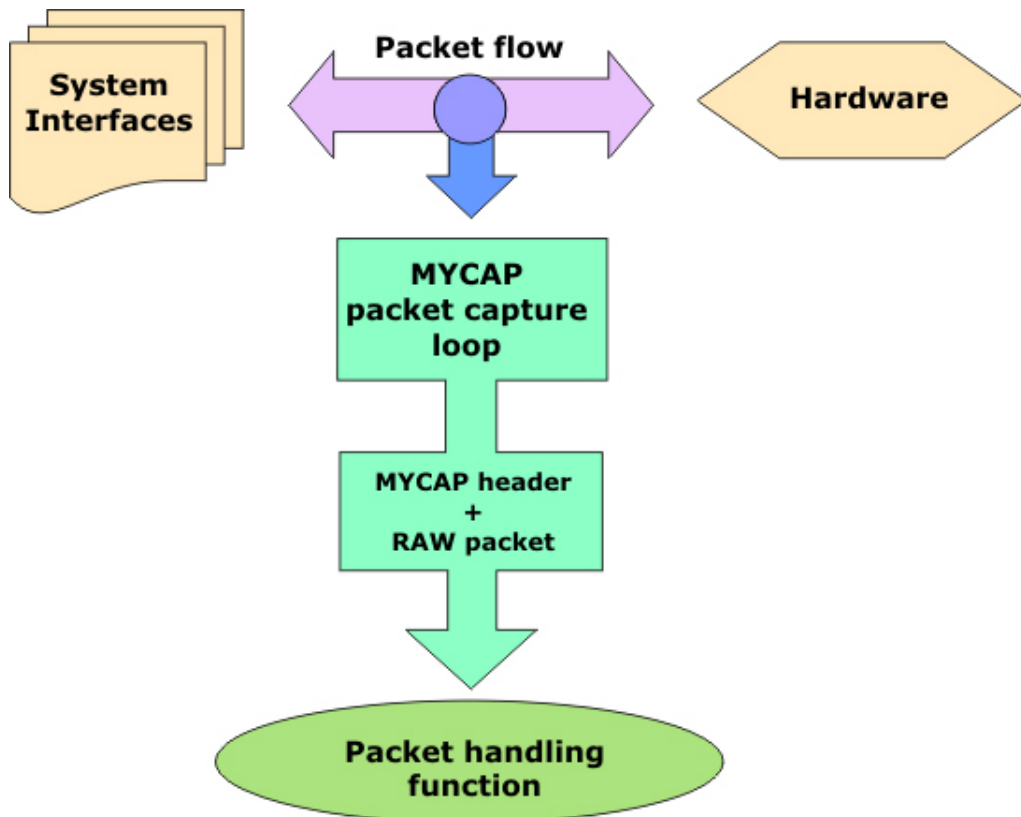 Packet flow
System
Interfaces
Hardware
MYCAP
packet capture
loop
MYCAP header
+
RAW packet
Packet handling
function